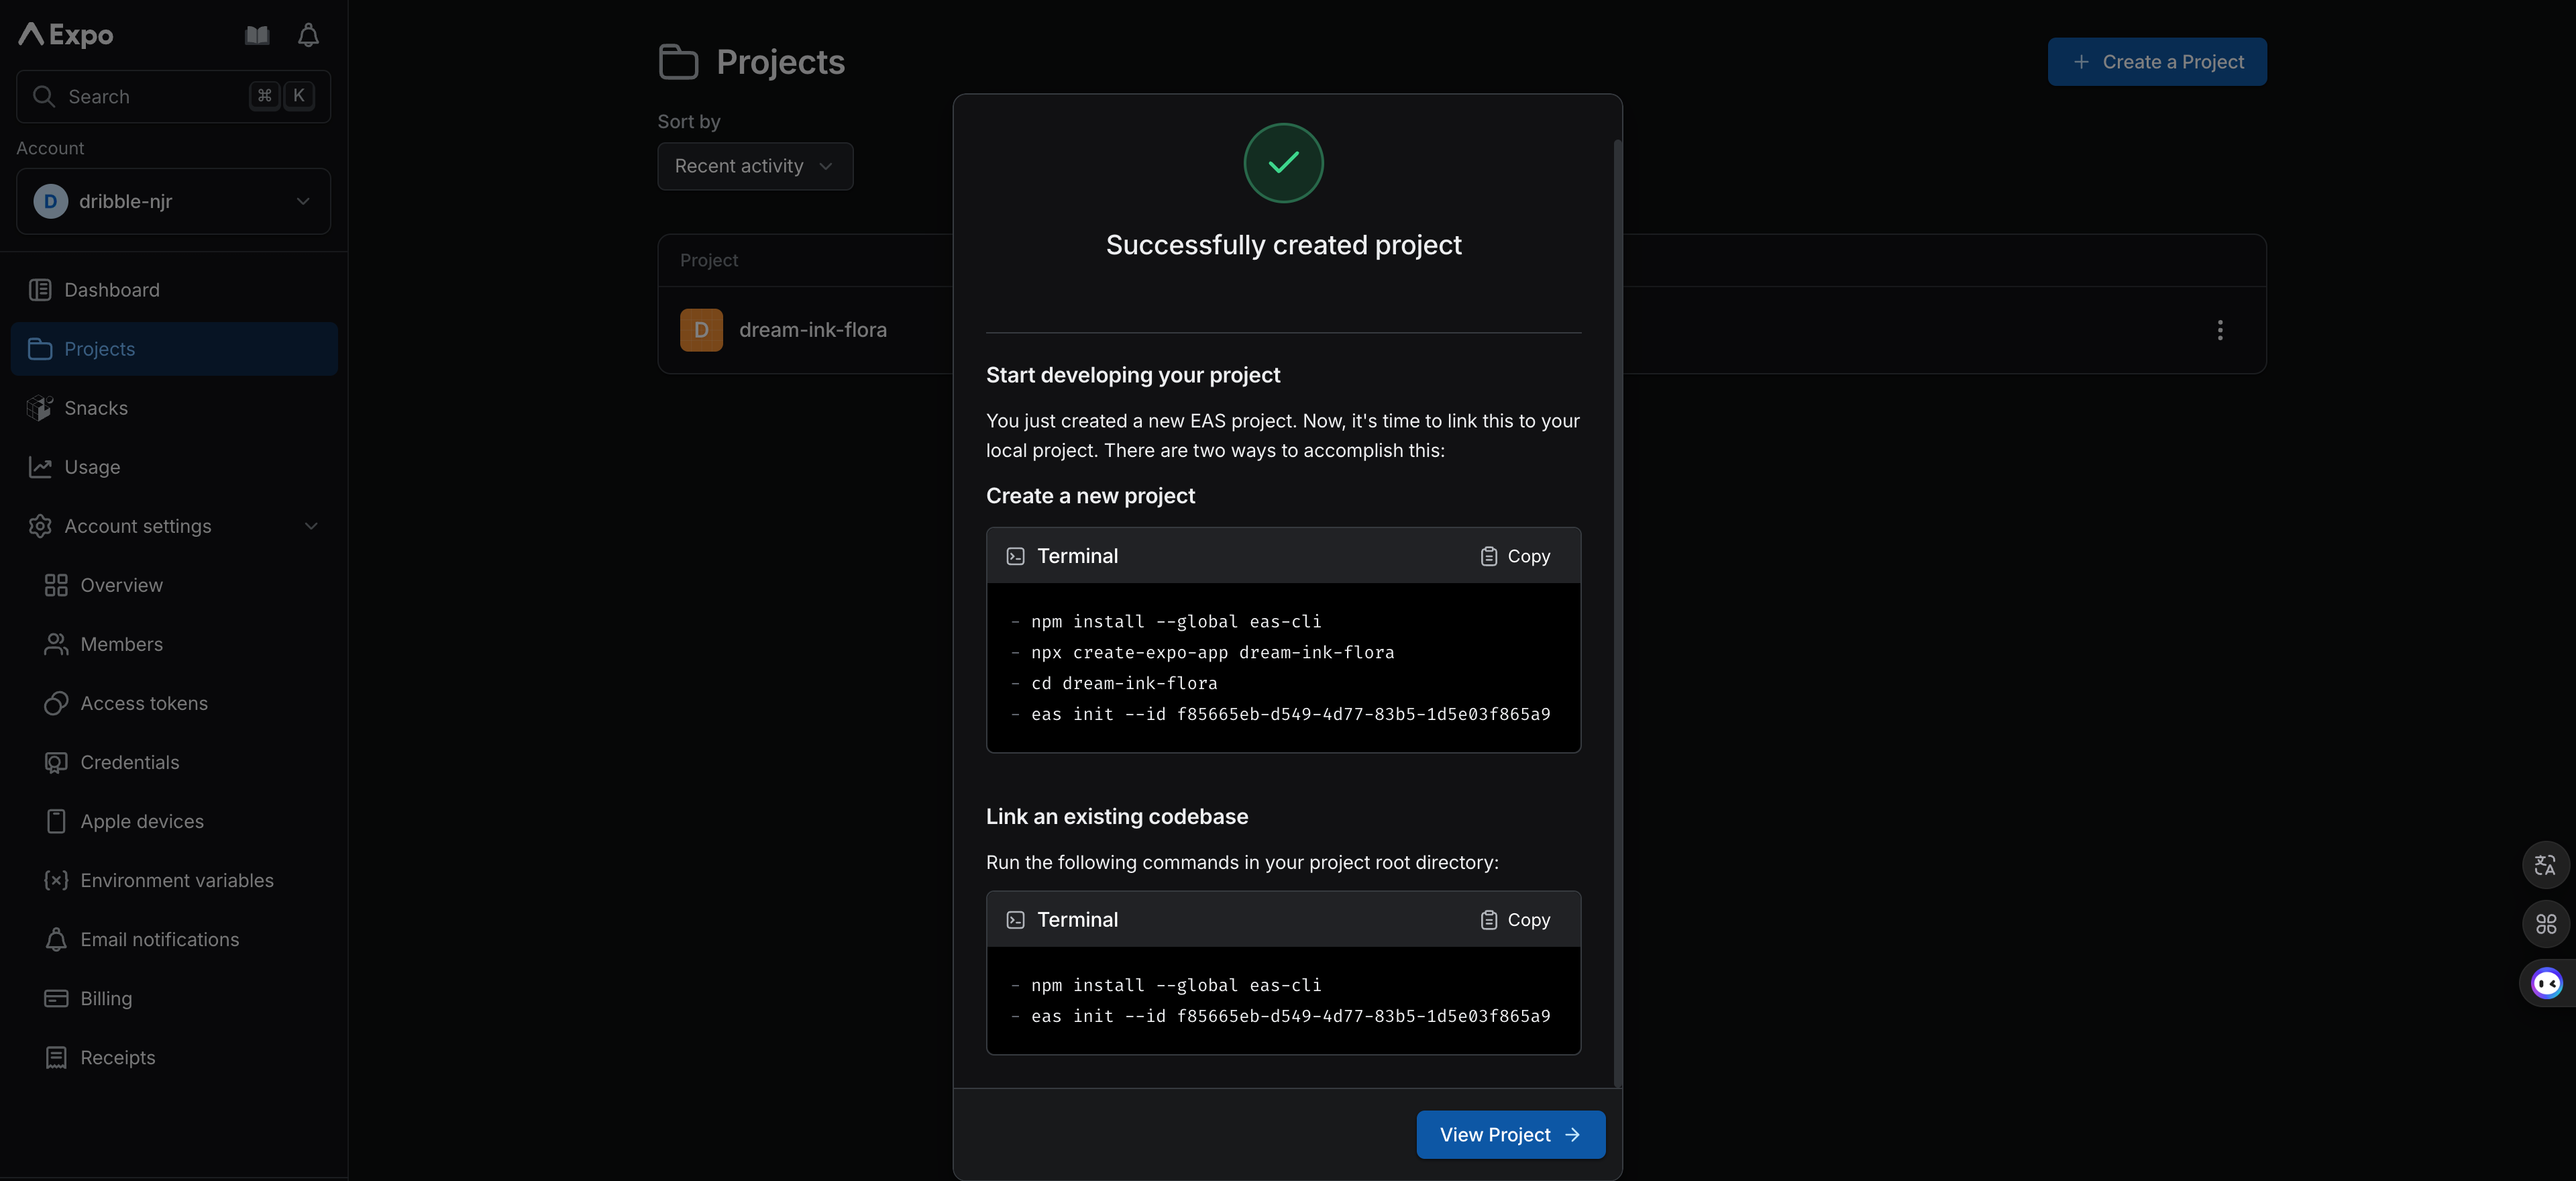 Expo
Search
⌘ K
Account
D
dribble-njr
Dashboard
Projects
Snacks
Usage
Account settings
Overview
Members
Access tokens
Credentials
Apple devices
Environment variables
Email notifications
Billing
Receipts
Projects
Create a Project
Sort by
Recent activity
Project
D
dream-ink-flora
Successfully created project
Start developing your project
You just created a new EAS project. Now, it's time to link this to your
local project. There are two ways to accomplish this:
Create a new project
Terminal
Copy
- npm install --global eas-cli
- npx create-expo-app dream-ink-flora
- cd dream-ink-flora
- eas init --id f85665eb-d549-4d77-83b5-1d5e03f865a9
Link an existing codebase
Run the following commands in your project root directory:
Terminal
Copy
- npm install --global eas-cli
- eas init --id f85665eb-d549-4d77-83b5-1d5e03f865a9
View Project
文A